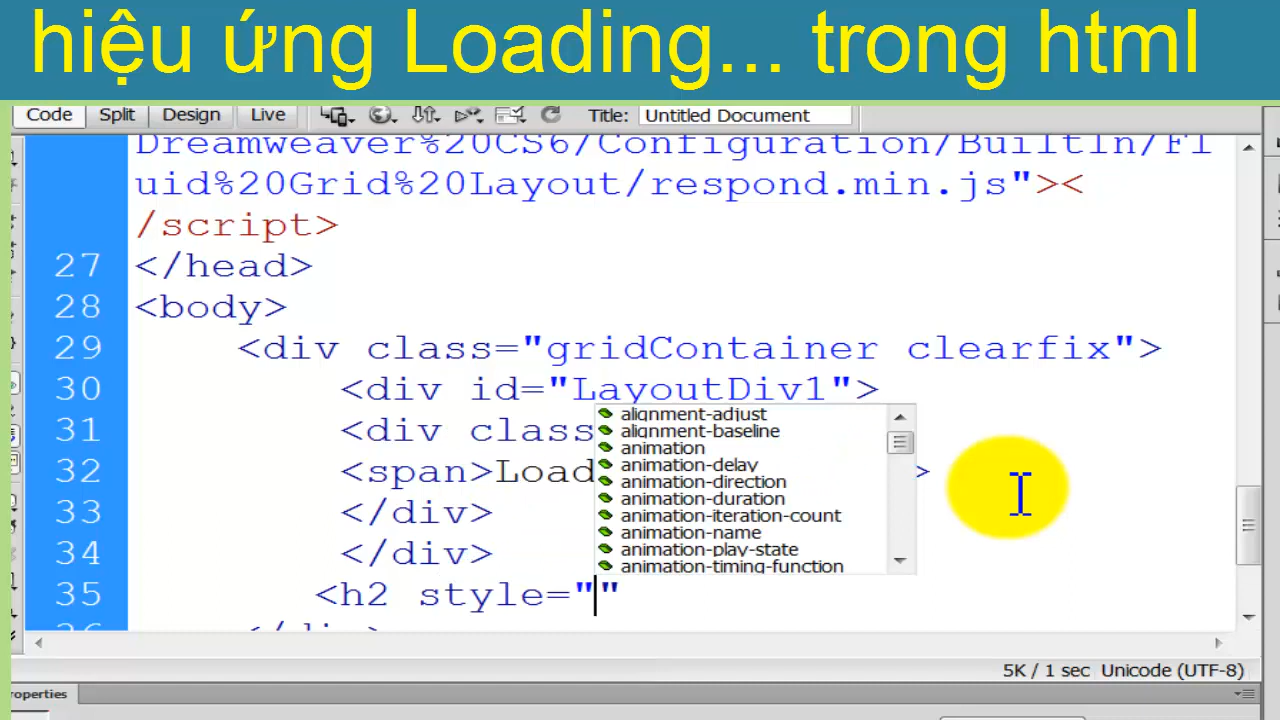 hiệu ứng Loading... trong html
Code Split Design Live Title: Untitled Document
Dreamweaver%20CS6/Configuration/BuiltIn/Fl
uid%20Grid%20Layout/respond.min.js"><
/script>
27 </head>
28 <body>
29 <div class="gridContainer clearfix">
30 <div id="LayoutDiv1">
alignment-adjust
31 <div class
alignment-baseline
animation
animation-delay
32 <span>Load >
animation-direction
animation-duration
33 </div>
animation-iteration-count
animation-name
34 </div>
animation-play-state
animation-timing-function
35 <h2 style=""
36 </div>
5K / 1 sec Unicode (UTF-8)
roperties